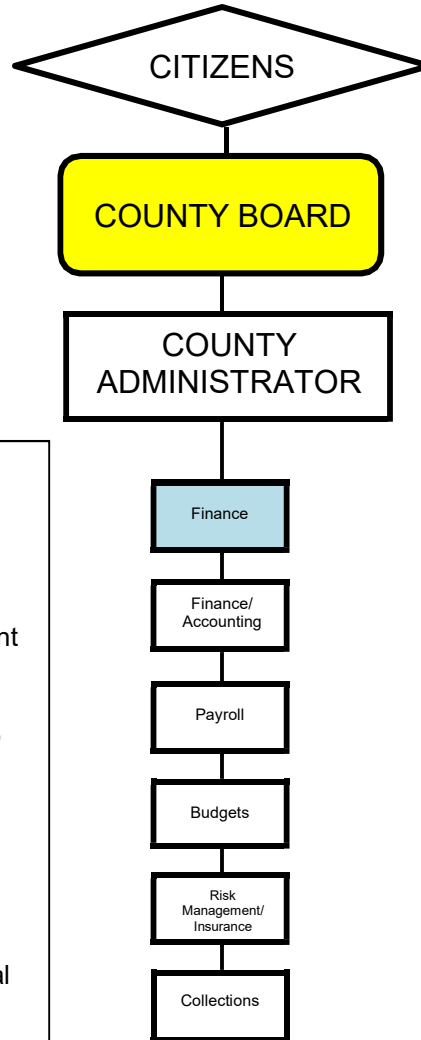 CITIZENS
COUNTY BOARD
COUNTY
ADMINISTRATOR
Finance
Finance/
Accounting
Payroll
Budgets
Risk
Management/
Insurance
Collections